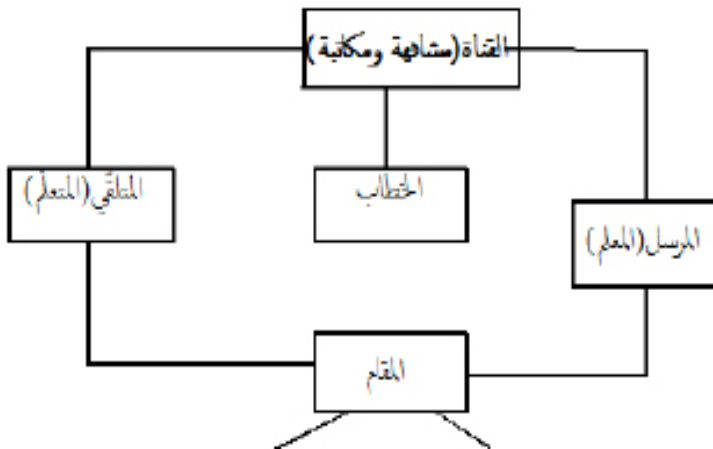 القناة(مشافهة ومكاتبة)
المرسل(المعلم)
الخطاب
المتلقّي(المتعلّم)
المقام